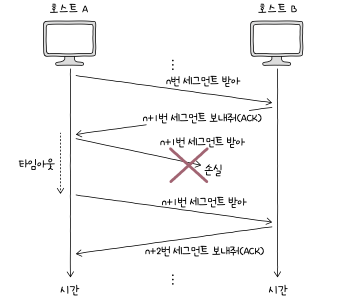 호스트 A
호스트 B
n번 세그먼트 받아
n+1번 세그먼트 보내줘(ACK)
n+1번 세그먼트 받아
타임아웃
손실
n+1번 세그먼트 받아
n+2번 세그먼트 보내줘(ACK)
시간
시간